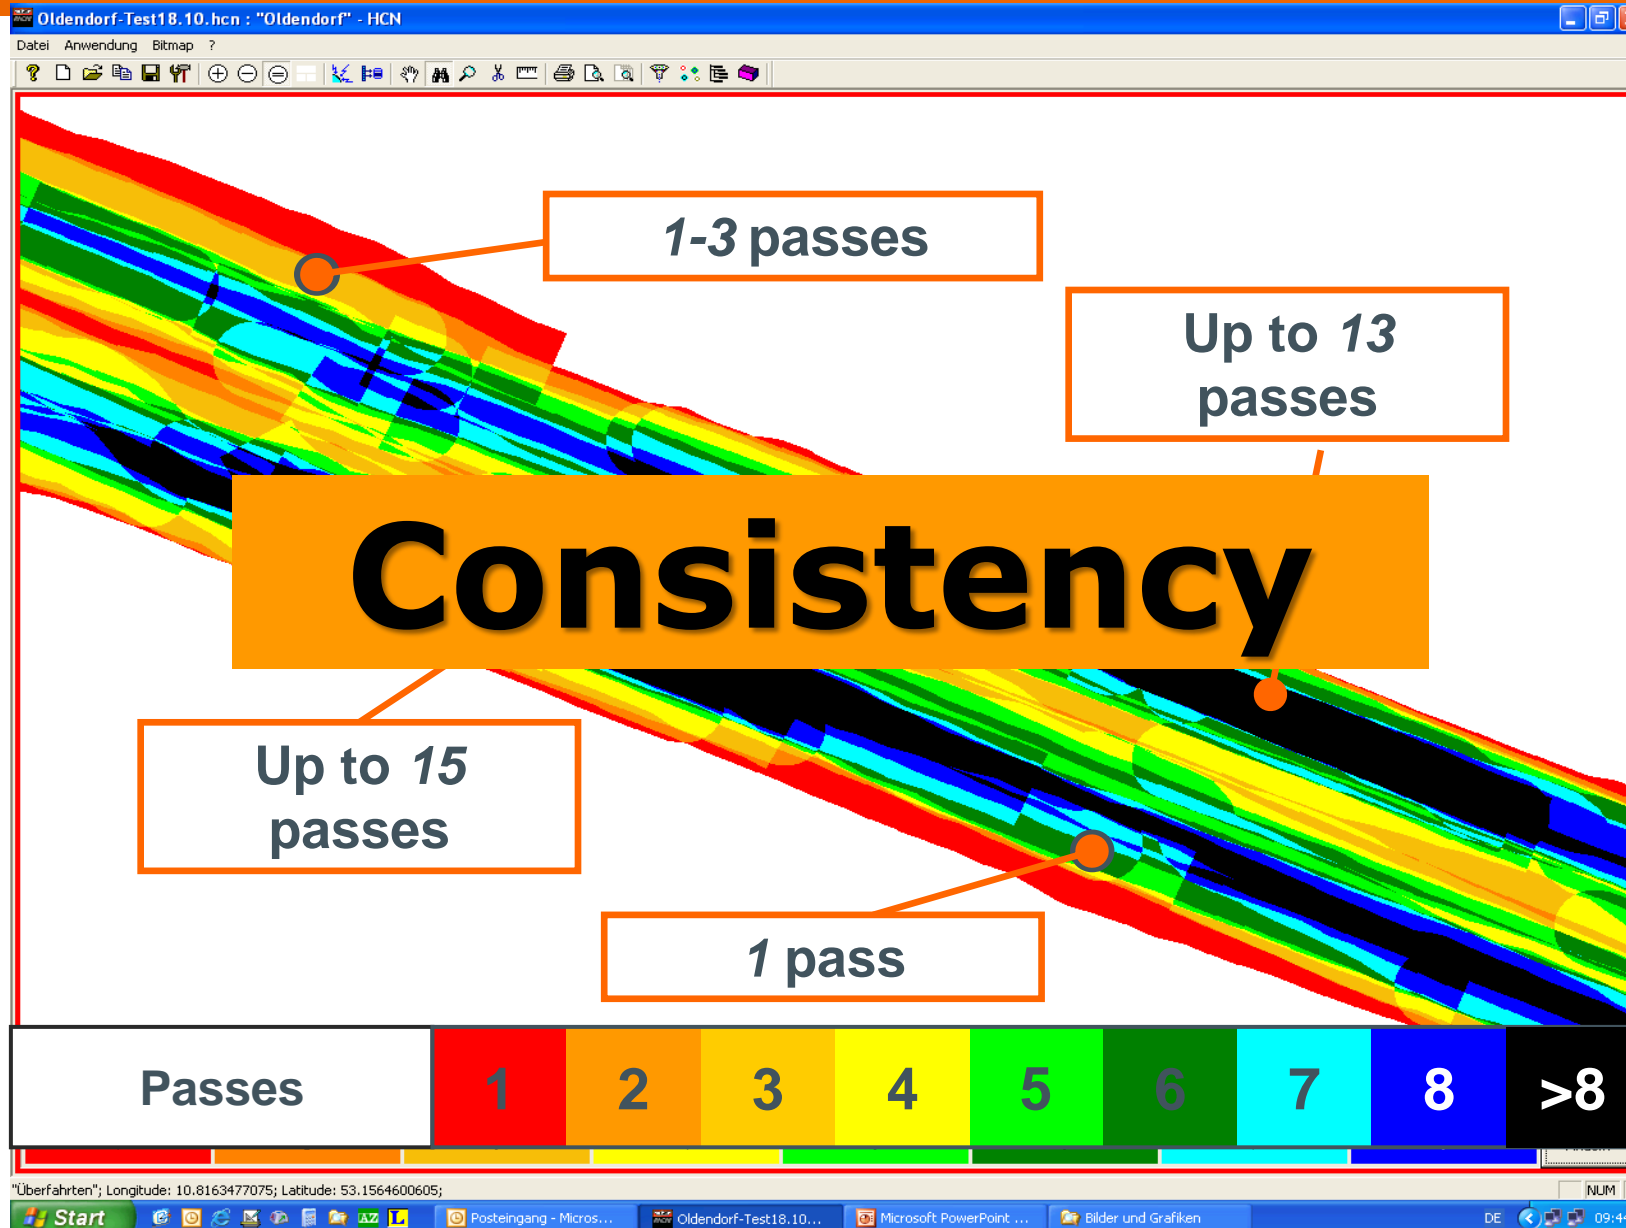 Oldendorf-Test18.10.hcn : "Oldendorf" - HCN
Datei Anwendung Bitmap ?
1-3 passes
Up to 13
passes
Consistency
Up to 15
passes
1 pass
Passes 1 2 3 4 5 6 7 8 >8
"Überfahrten"; Longitude: 10.8163477075; Latitude: 53.1564600605;
NUM
Start
AZ
L
Posteingang - Micros...
Oldendorf-Test18.10...
Microsoft PowerPoint ...
Bilder und Grafiken
DE